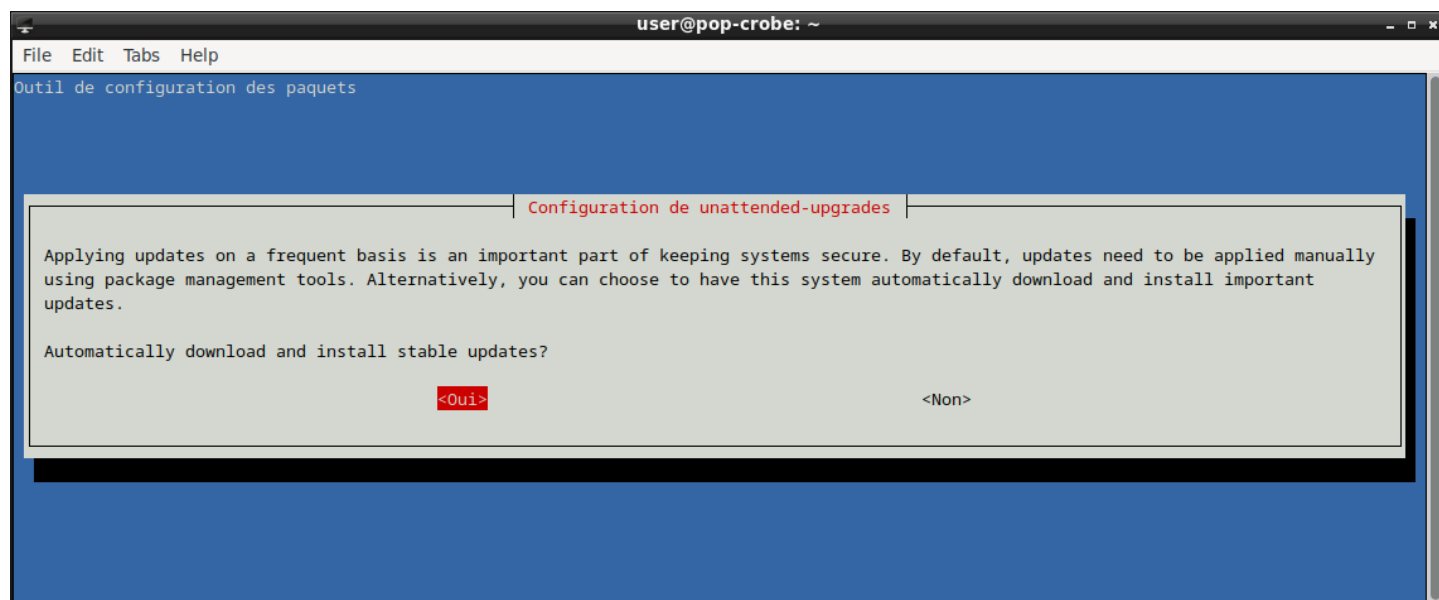 user@pop-crobe: ~
File Edit Tabs Help
Outil de configuration des paquets
Configuration de unattended-upgrades
Applying updates on a frequent basis is an important part of keeping systems secure. By default, updates need to be applied manually
using package management tools. Alternatively, you can choose to have this system automatically download and install important
updates.
Automatically download and install stable updates?
<Oui> <Non>